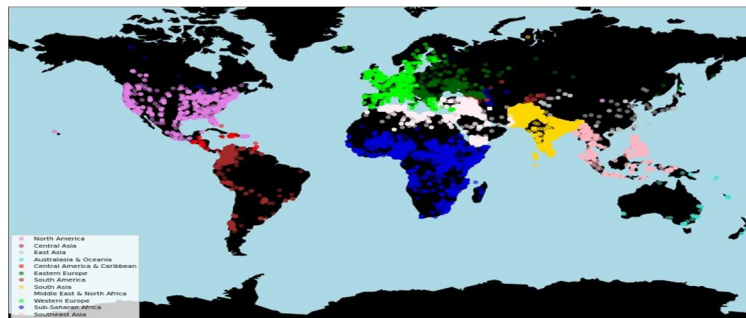 North America
Central Asia
East Asia
Australasia & Oceania
Central America & Caribbean
Eastern Europe
South America
South Asia
Middle East & North Africa
Western Europe
Sub-Saharan Africa
Southeast Asia